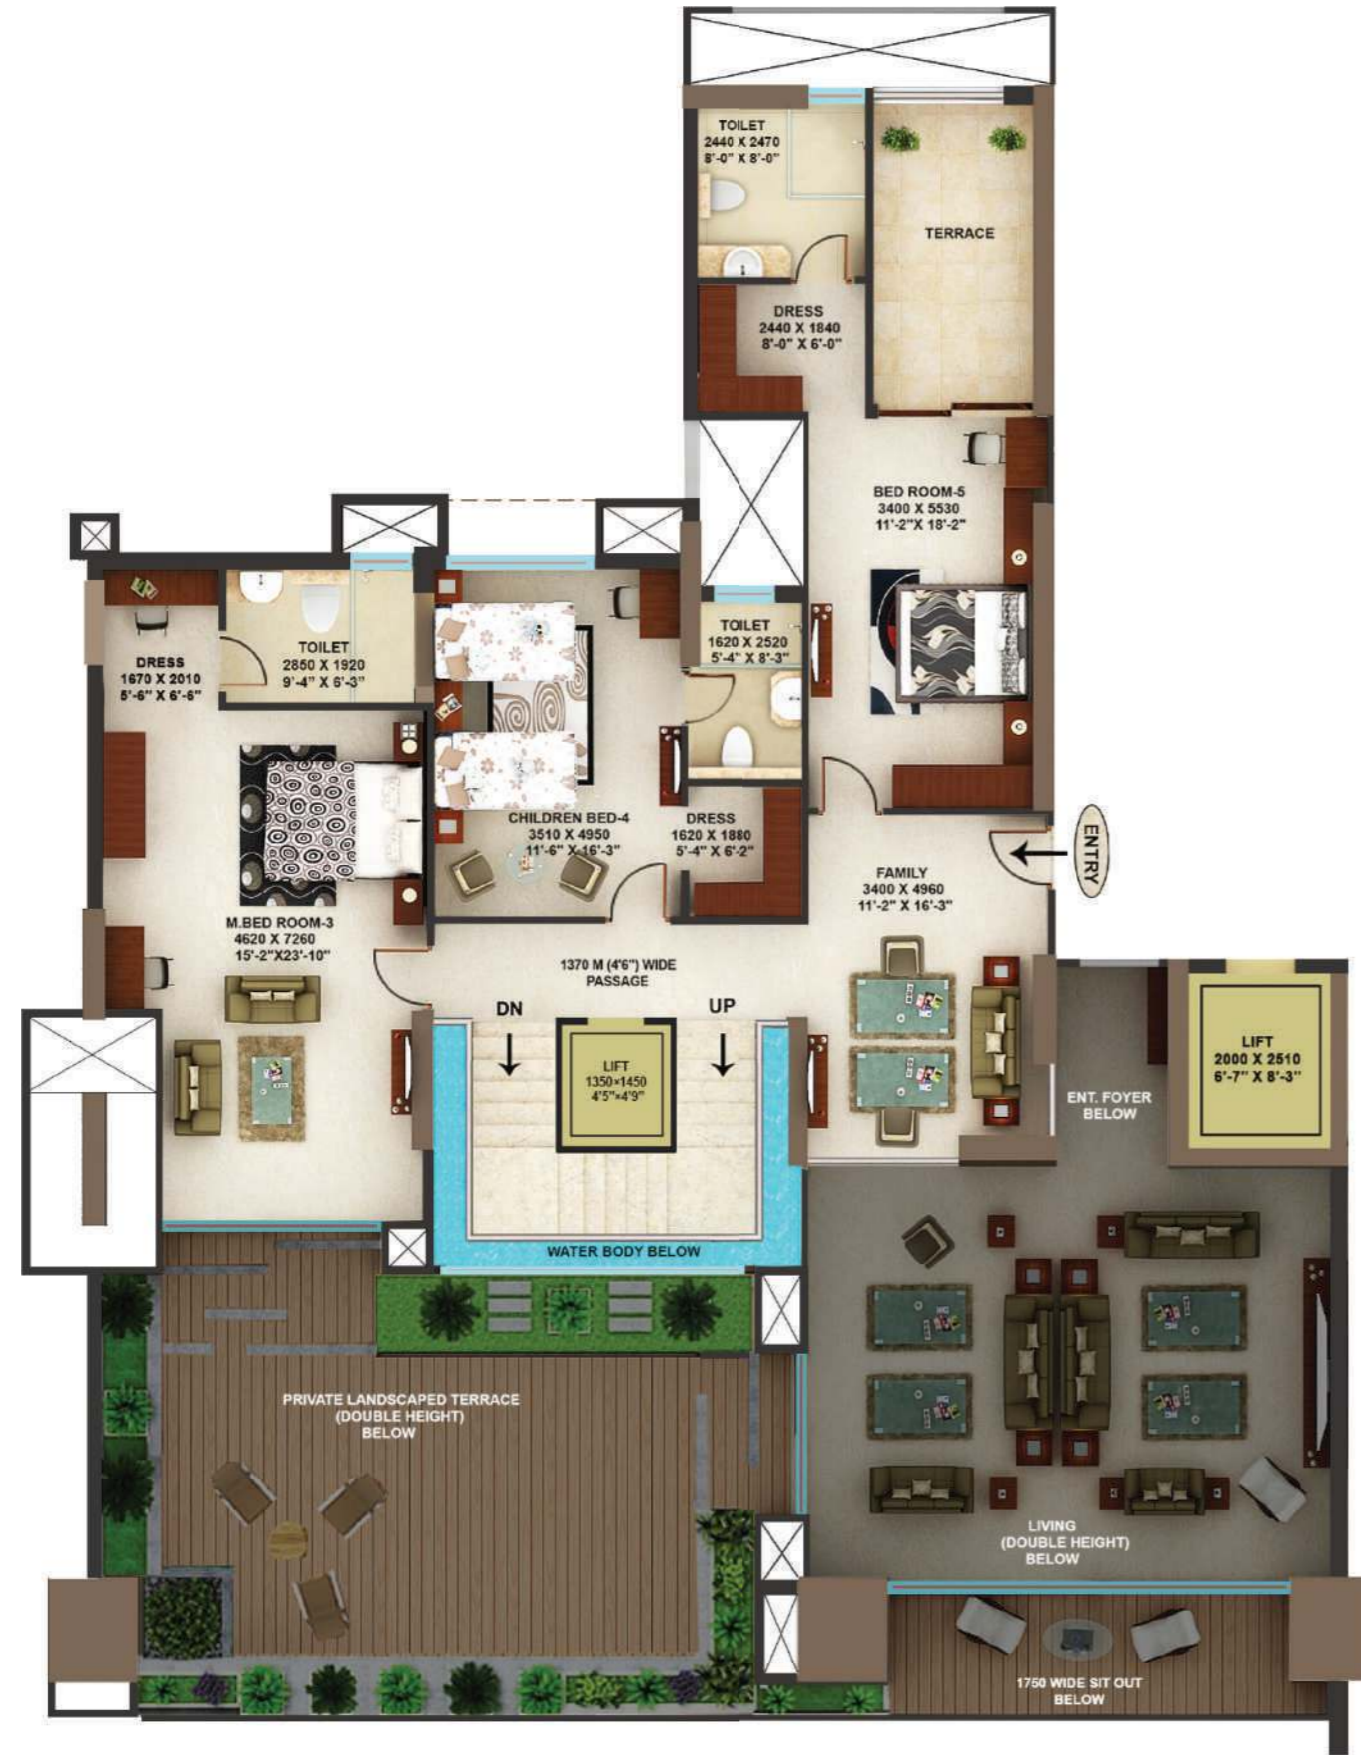 TOILET
2440 X 2470
8'-0" X 8'-0"
TERRACE
DRESS
2440 X 1840
8'-0" X 6'-0"
BED ROOM-5
3400 X 5530
11'-2"X 18'-2"
TOILET
2850 X 1920
9'-4" X 6'-3"
DRESS
1670 X 2010
5'-6" X 6'-6"
TOILET
1620 X 2520
5'-4" X 8'-3"
CHILDREN BED-4
3510 X 4950
11'-6" X 16'-3"
DRESS
1620 X 1880
5'-4" X 6'-2"
ENTRY
FAMILY
3400 X 4960
11'-2" X 16'-3"
M.BED ROOM-3
4620 X 7260
15'-2"X23'-10"
1370 M (4'6") WIDE
PASSAGE
DN
UP
LIFT
1350×1450
4'5"×4'9"
LIFT
2000 X 2510
6'-7" X 8'-3"
ENT. FOYER
BELOW
WATER BODY BELOW
PRIVATE LANDSCAPED TERRACE
(DOUBLE HEIGHT)
BELOW
LIVING
(DOUBLE HEIGHT)
BELOW
1750 WIDE SIT OUT
BELOW